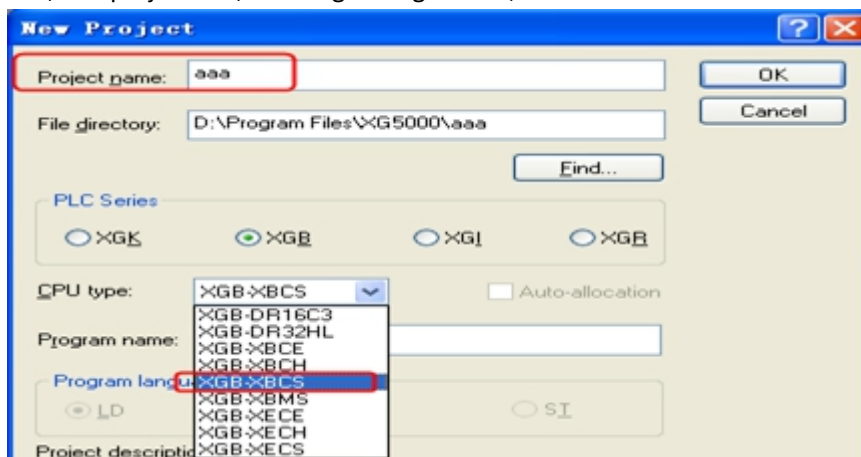 New Project
Project name: aaa
OK
File directory: D:\Program Files\XG5000\aaa
Cancel
Find...
PLC Series
XGK XGB XGI XGR
CPU type: XGB-XBCS Auto-allocation
XGB-DR16C3
XGB-DR32HL
Program name:
XGB-XBCE
XGB-XBCH
Program langu XGB-XBCS
XGB-XBMS
LD ST
XGB-XECE
XGB-XECH
Project descriptio XGB-XECS